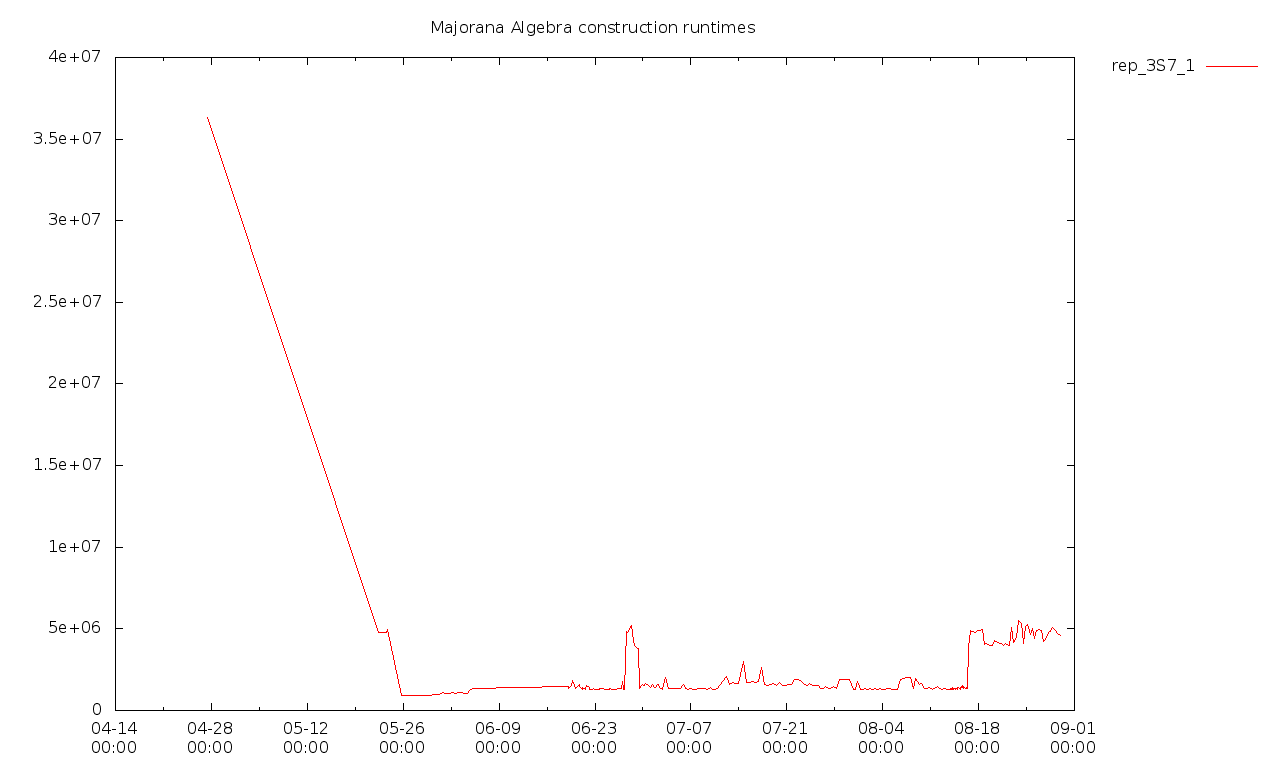 Majorana Algebra construction runtimes
rep_3S7_1
4e+07
3.5e+07
3e+07
2.5e+07
2e+07
1.5e+07
1e+07
5e+06
0
04-14 04-28 05-12 05-26 06-09 06-23 07-07 07-21 08-04 08-18 09-01
00:00 00:00 00:00 00:00 00:00 00:00 00:00 00:00 00:00 00:00 00:00